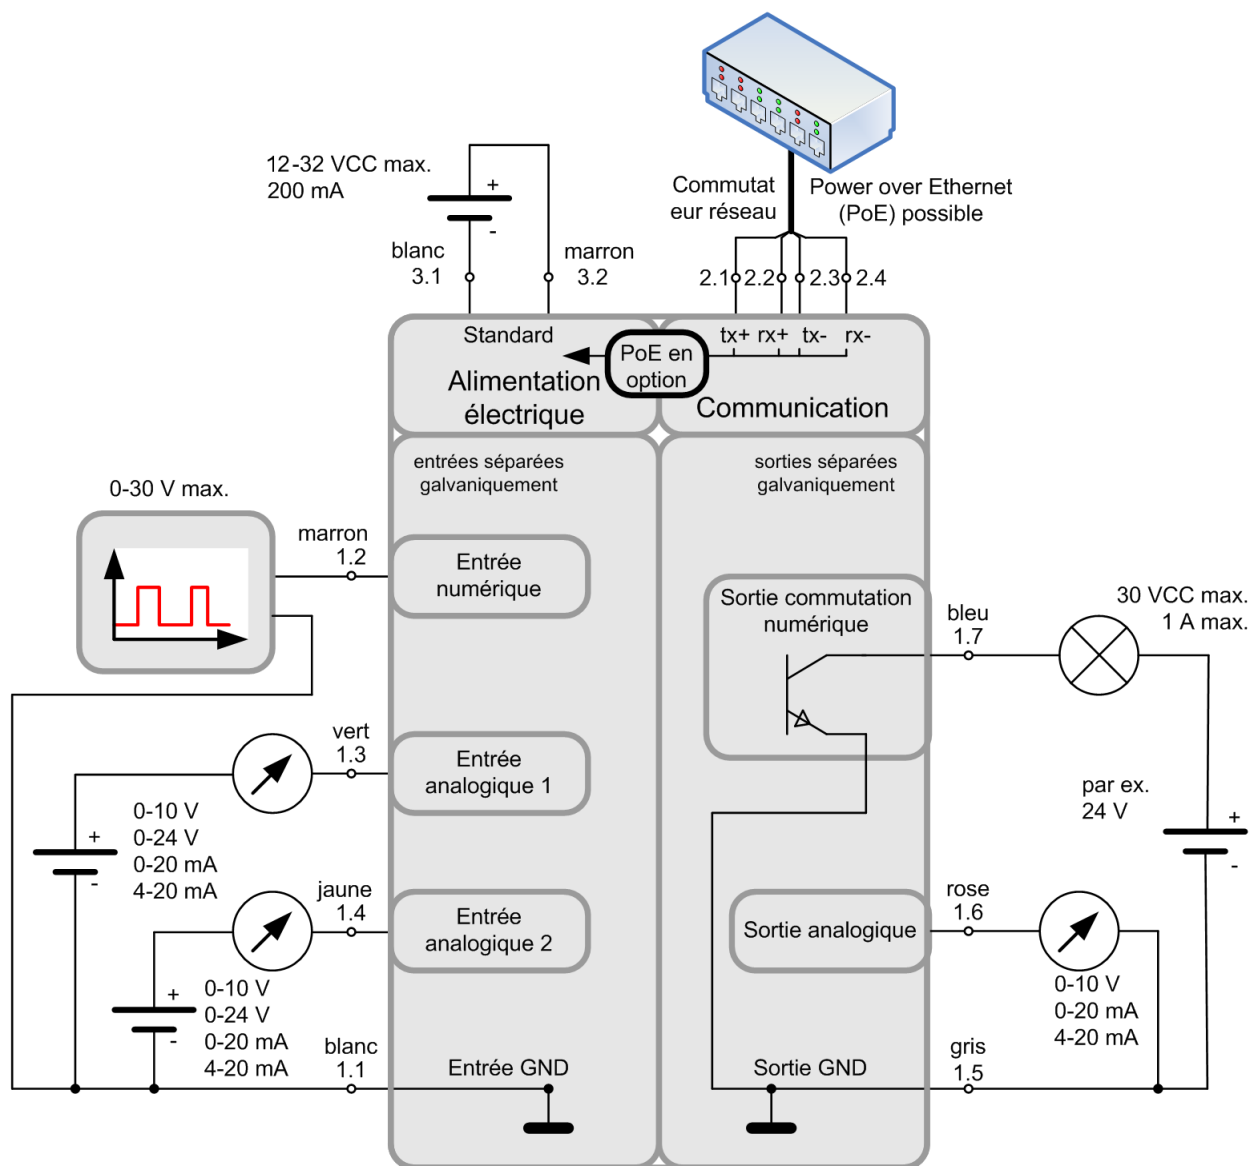 12-32 VCC max.
200 mA
+
-
blanc
3.1
marron
3.2
Commutat
eur réseau
Power over Ethernet
(PoE) possible
2.1
2.2
2.3
2.4
Standard
tx+
rx+
tx-
rx-
PoE en
option
Alimentation
électrique
Communication
entrées séparées
galvaniquement
sorties séparées
galvaniquement
0-30 V max.
marron
1.2
Entrée
numérique
Sortie commutation
numérique
bleu
1.7
30 VCC max.
1 A max.
vert
1.3
Entrée
analogique 1
0-10 V
0-24 V
0-20 mA
4-20 mA
+
-
par ex.
24 V
+
-
jaune
1.4
Entrée
analogique 2
0-10 V
0-24 V
0-20 mA
4-20 mA
+
-
Sortie analogique
rose
1.6
0-10 V
0-20 mA
4-20 mA
blanc
1.1
Entrée GND
Sortie GND
gris
1.5